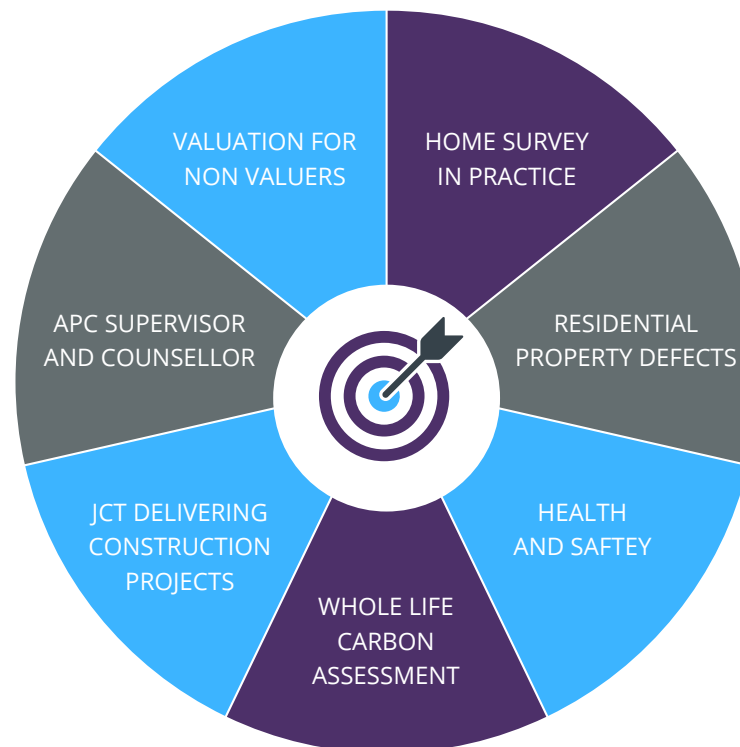 VALUATION FOR
NON VALUERS
HOME SURVEY
IN PRACTICE
APC SUPERVISOR
AND COUNSELLOR
RESIDENTIAL
PROPERTY DEFECTS
JCT DELIVERING
CONSTRUCTION
PROJECTS
HEALTH
AND SAFTEY
WHOLE LIFE
CARBON
ASSESSMENT